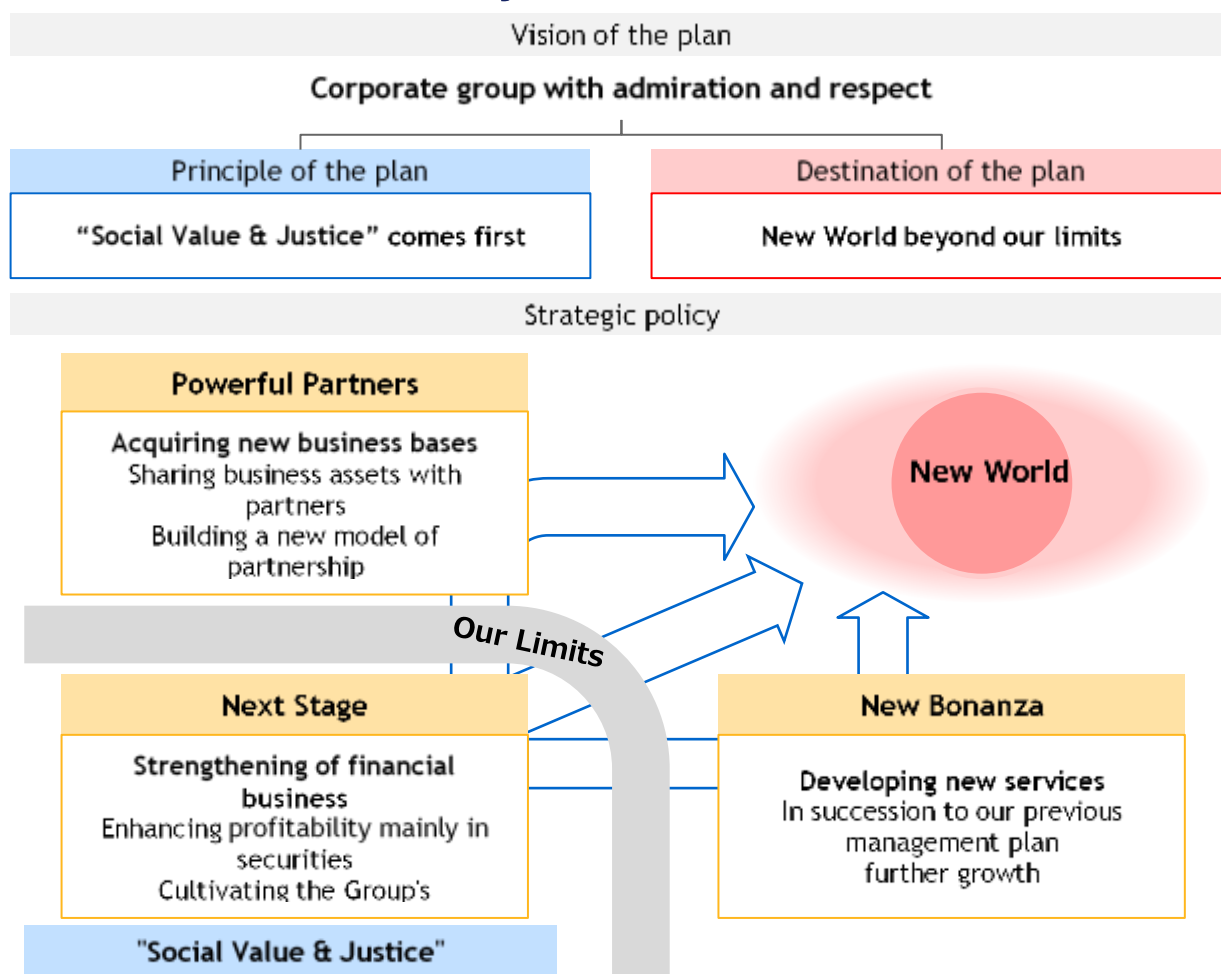 Vision of the plan
Corporate group with admiration and respect
Principle of the plan
“Social Value & Justice” comes first
Destination of the plan
New World beyond our limits
Strategic policy
Powerful Partners
Acquiring new business bases
Sharing business assets with
partners
Building a new model of
partnership
New World
Our Limits
Next Stage
Strengthening of financial
business
Enhancing profitability mainly in
securities
Cultivating the Group's
New Bonanza
Developing new services
In succession to our previous
management plan
further growth
"Social Value & Justice"